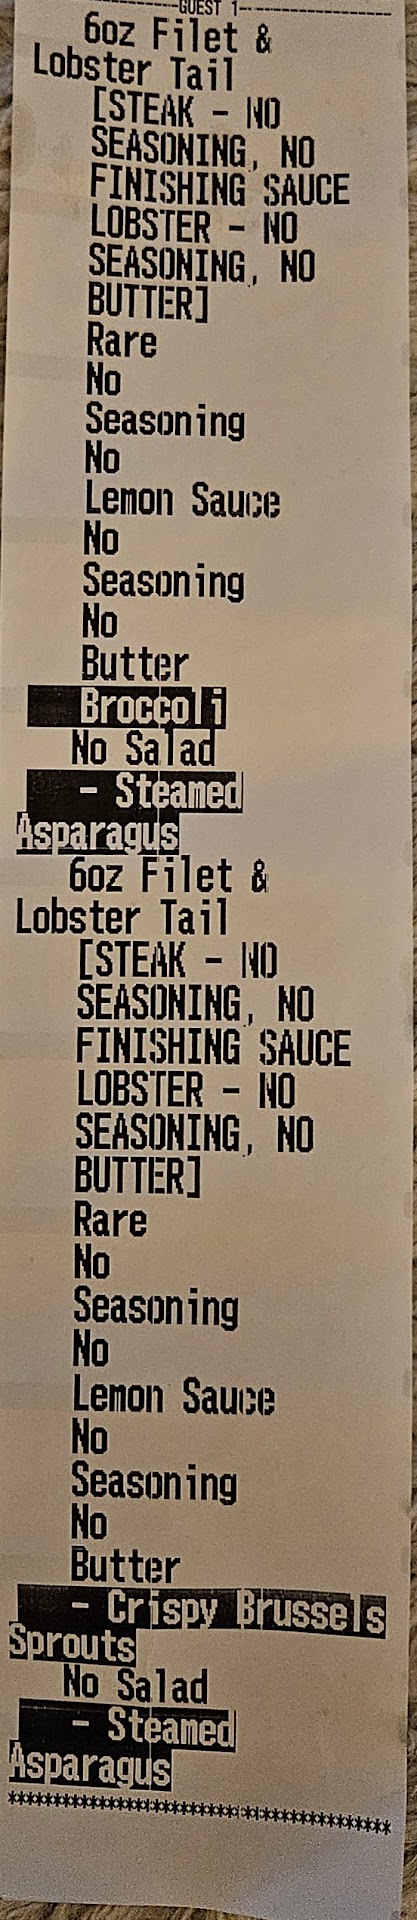 GUEST 1
6oz Filet &
Lobster Tail
[STEAK - NO
SEASONING, NO
FINISHING SAUCE
LOBSTER - NO
SEASONING, NO
BUTTER]
Rare
No
Seasoning
No
Lemon Sauce
No
Seasoning
No
Butter
Broccoli
No Salad
- Steamed
Asparagus
6oz Filet &
Lobster Tail
[STEAK - NO
SEASONING, NO
FINISHING SAUCE
LOBSTER - NO
SEASONING, NO
BUTTER]
Rare
No
Seasoning
No
Lemon Sauce
No
Seasoning
No
Butter
- Crispy Brussels
Sprouts
No Salad
- Steamed
Asparagus